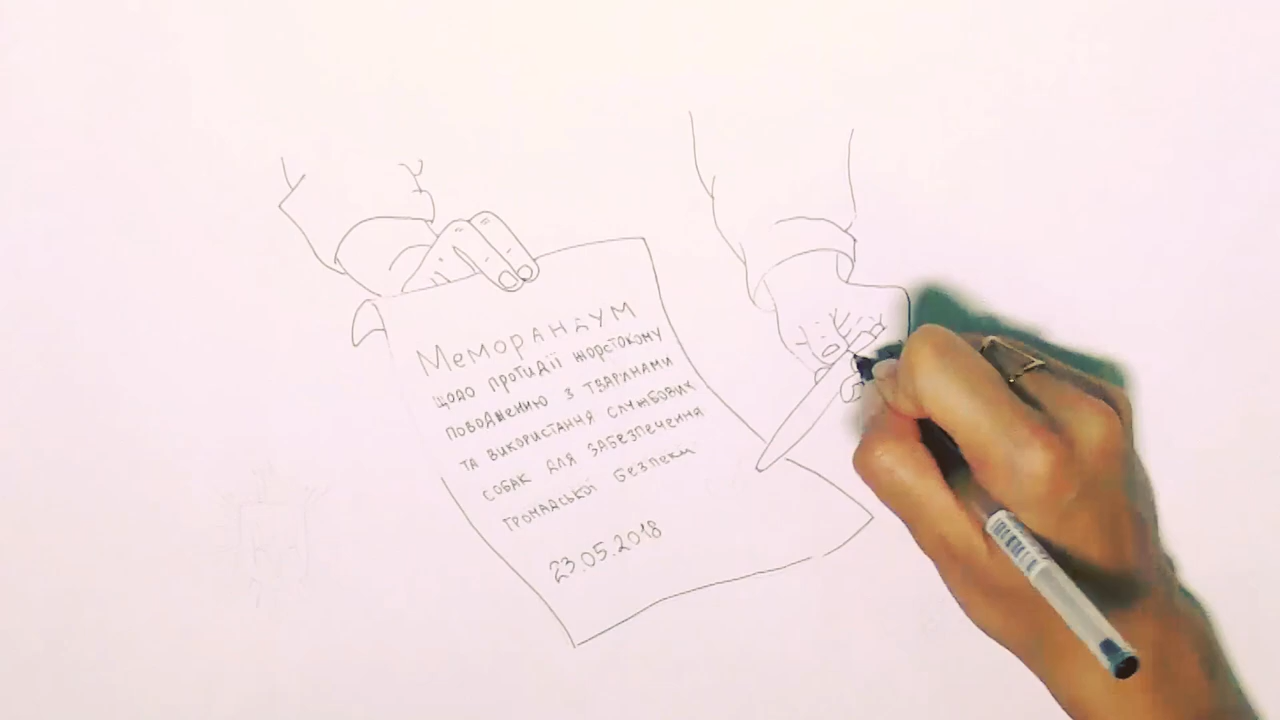 Меморандум
щодо протидії жорстокому
поводженню з тваринами
та використання службових
собак для забезпечення
громадської безпеки
23.05.2018